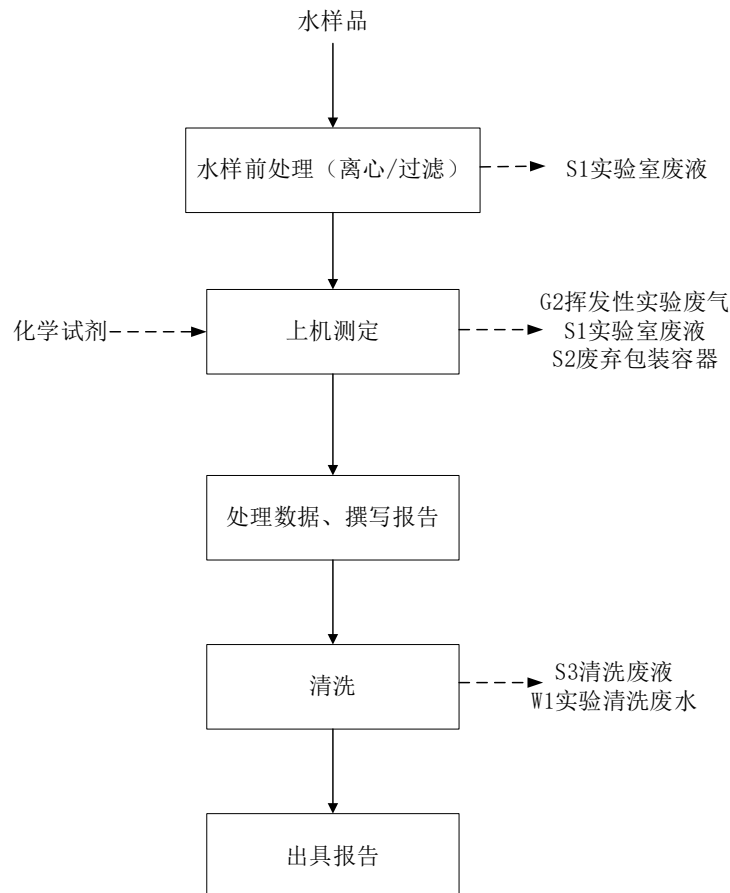 水样品
水样前处理（离心/过滤）
S1实验室废液
化学试剂
上机测定
G2挥发性实验废气
S1实验室废液
S2废弃包装容器
处理数据、撰写报告
清洗
S3清洗废液
W1实验清洗废水
出具报告